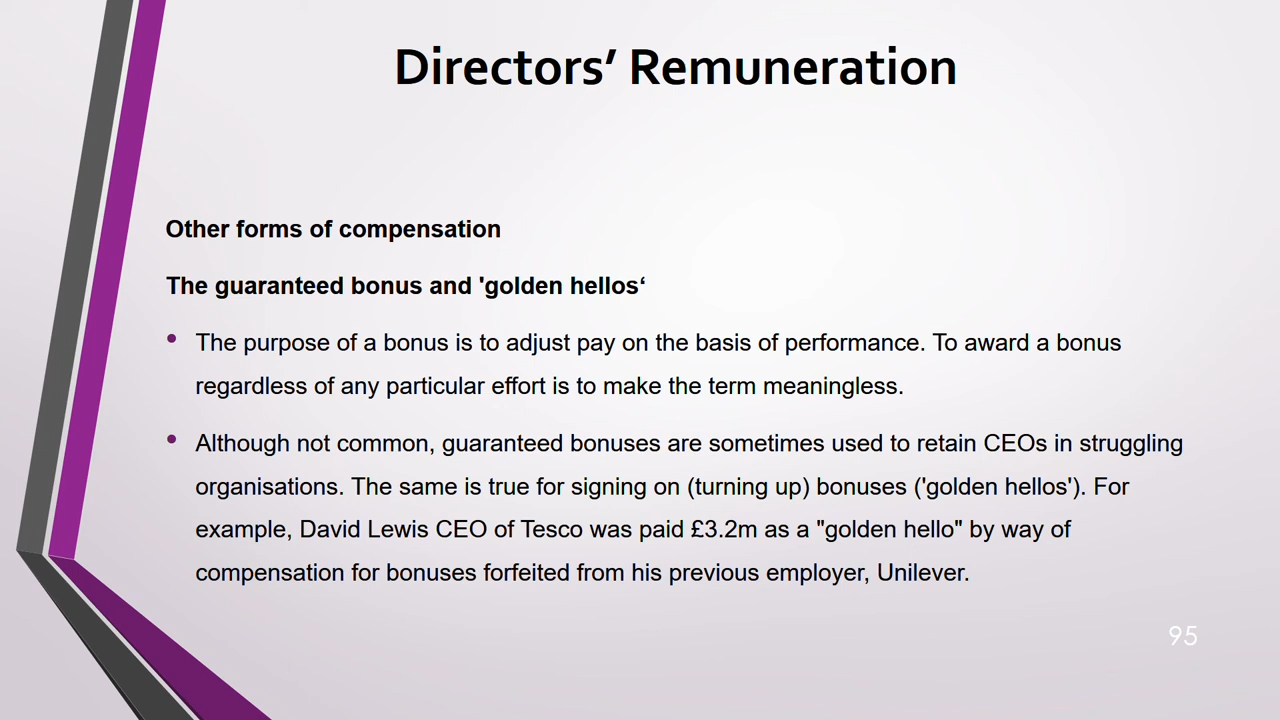 Directors’ Remuneration
Other forms of compensation
The guaranteed bonus and 'golden hellos‘
• The purpose of a bonus is to adjust pay on the basis of performance. To award a bonus
regardless of any particular effort is to make the term meaningless.
• Although not common, guaranteed bonuses are sometimes used to retain CEOs in struggling
organisations. The same is true for signing on (turning up) bonuses ('golden hellos'). For
example, David Lewis CEO of Tesco was paid £3.2m as a "golden hello" by way of
compensation for bonuses forfeited from his previous employer, Unilever.
95